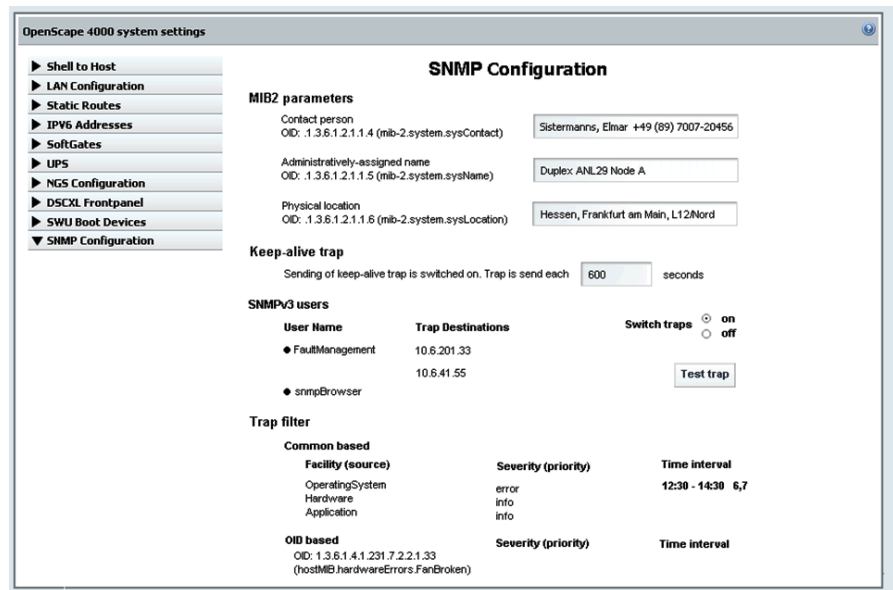 OpenScape 4000 system settings
Shell to Host
LAN Configuration
Static Routes
IPV6 Addresses
SoftGates
UPS
NGS Configuration
DSCXL Frontpanel
SWU Boot Devices
SNMP Configuration
SNMP Configuration
MIB2 parameters
Contact person
OID: .1.3.6.1.2.1.1.4 (mib-2.system.sysContact)
Sistermanns, Elmar +49 (89) 7007-20456
Administratively-assigned name
OID: .1.3.6.1.2.1.1.5 (mib-2.system.sysName)
Duplex ANL29 Node A
Physical location
OID: .1.3.6.1.2.1.1.6 (mib-2.system.sysLocation)
Hessen, Frankfurt am Main, L12/Nord
Keep-alive trap
Sending of keep-alive trap is switched on. Trap is send each 600 seconds
SNMPv3 users
User Name Trap Destinations Switch traps on
off
FaultManagement 10.6.201.33
10.6.41.55 Test trap
snmpBrowser
Trap filter
Common based
Facility (source) Severity (priority) Time interval
OperatingSystem error 12:30 - 14:30 6,7
Hardware info
Application info
OID based Severity (priority) Time interval
OID: 1.3.6.1.4.1.231.7.2.2.1.33
(hostMIB.hardwareErrors.FanBroken)